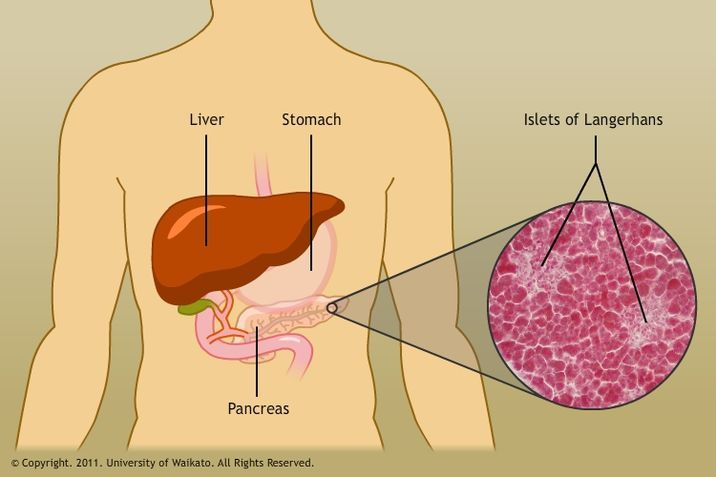 Liver
Stomach
Islets of Langerhans
Pancreas
© Copyright. 2011. University of Waikato. All Rights Reserved.